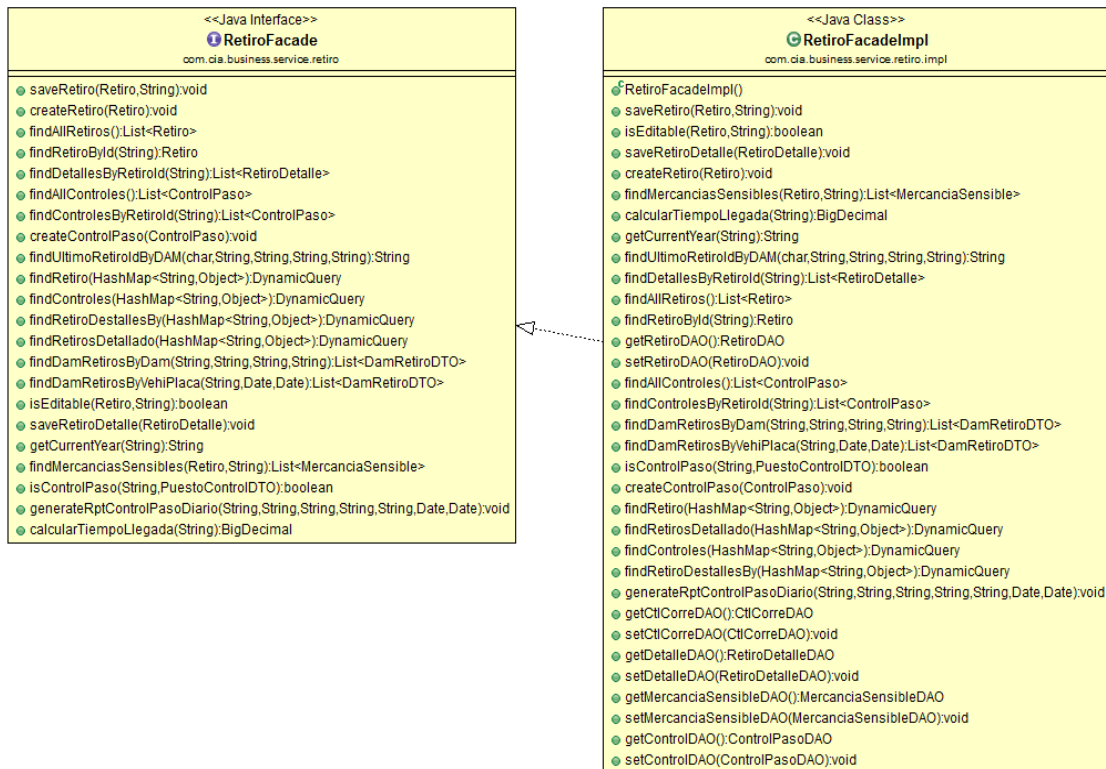 <<Java Interface>>
RetiroFacade
com.cia.business.service.retiro
saveRetiro(Retiro,String):void
createRetiro(Retiro):void
findAllRetiros():List<Retiro>
findRetiroById(String):Retiro
findDetallesByRetiroId(String):List<RetiroDetalle>
findAllControles():List<ControlPaso>
findControlesByRetiroId(String):List<ControlPaso>
createControlPaso(ControlPaso):void
findUltimoRetiroIdByDAM(char,String,String,String,String):String
findRetiro(HashMap<String,Object>):DynamicQuery
findControles(HashMap<String,Object>):DynamicQuery
findRetiroDestallesBy(HashMap<String,Object>):DynamicQuery
findRetirosDetallado(HashMap<String,Object>):DynamicQuery
findDamRetirosByDam(String,String,String,String):List<DamRetiroDTO>
findDamRetirosByVehiPlaca(String,Date,Date):List<DamRetiroDTO>
isEditable(Retiro,String):boolean
saveRetiroDetalle(RetiroDetalle):void
getCurrentYear(String):String
findMercanciasSensibles(Retiro,String):List<MercanciaSensible>
isControlPaso(String,PuestoControlDTO):boolean
generateRptControlPasoDiario(String,String,String,String,String,Date,Date):void
calcularTiempoLlegada(String):BigDecimal
<<Java Class>>
RetiroFacadeImpl
com.cia.business.service.retiro.impl
RetiroFacadeImpl()
saveRetiro(Retiro,String):void
isEditable(Retiro,String):boolean
saveRetiroDetalle(RetiroDetalle):void
createRetiro(Retiro):void
findMercanciasSensibles(Retiro,String):List<MercanciaSensible>
calcularTiempoLlegada(String):BigDecimal
getCurrentYear(String):String
findUltimoRetiroIdByDAM(char,String,String,String,String):String
findDetallesByRetiroId(String):List<RetiroDetalle>
findAllRetiros():List<Retiro>
findRetiroById(String):Retiro
getRetiroDAO():RetiroDAO
setRetiroDAO(RetiroDAO):void
findAllControles():List<ControlPaso>
findControlesByRetiroId(String):List<ControlPaso>
findDamRetirosByDam(String,String,String,String):List<DamRetiroDTO>
findDamRetirosByVehiPlaca(String,Date,Date):List<DamRetiroDTO>
isControlPaso(String,PuestoControlDTO):boolean
createControlPaso(ControlPaso):void
findRetiro(HashMap<String,Object>):DynamicQuery
findRetirosDetallado(HashMap<String,Object>):DynamicQuery
findControles(HashMap<String,Object>):DynamicQuery
findRetiroDestallesBy(HashMap<String,Object>):DynamicQuery
generateRptControlPasoDiario(String,String,String,String,String,Date,Date):void
getCtlCorreDAO():CtlCorreDAO
setCtlCorreDAO(CtlCorreDAO):void
getDetalleDAO():RetiroDetalleDAO
setDetalleDAO(RetiroDetalleDAO):void
getMercanciaSensibleDAO():MercanciaSensibleDAO
setMercanciaSensibleDAO(MercanciaSensibleDAO):void
getControlDAO():ControlPasoDAO
setControlDAO(ControlPasoDAO):void